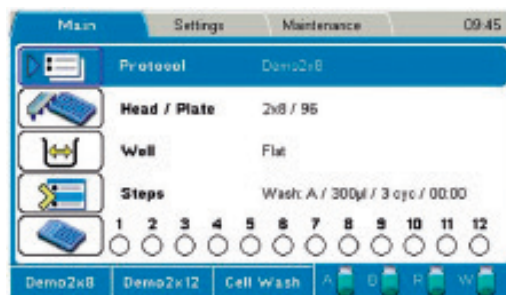 Main Settings Maintenance 09:45
Protocol Demo2x8
Head / Plate 2x8 / 96
Well Flat
Steps Wash: A / 300µl / 3 cyc / 00:00
1 2 3 4 5 6 7 8 9 10 11 12
Demo2x8 Demo2x12 Cell Wash A B R W